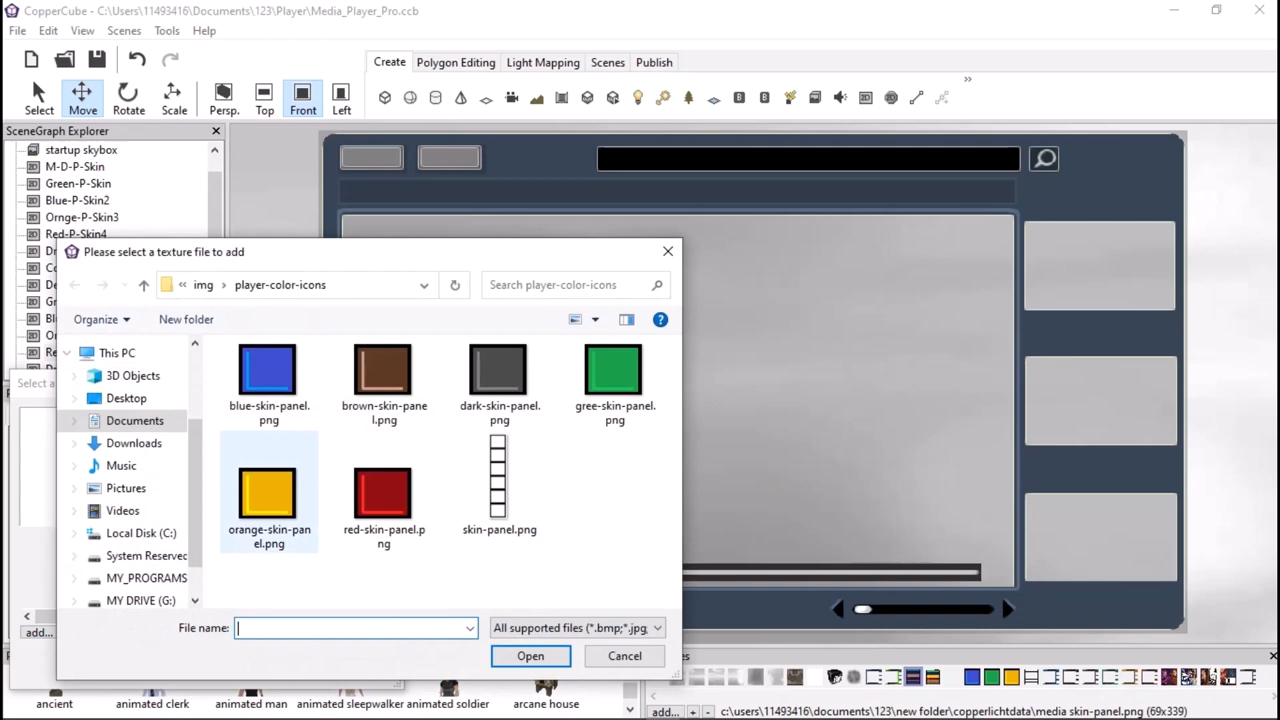 CopperCube - C:\Users\11493416\Documents\123\Player\Media_Player_Pro.ccb
File Edit View Scenes Tools Help
Create Polygon Editing Light Mapping Scenes Publish
Select Move Rotate Scale Persp. Top Front Left
SceneGraph Explorer
startup skybox
M-D-P-Skin
Green-P-Skin
Blue-P-Skin2
Ornge-P-Skin3
Red-P-Skin4
Please select a texture file to add
img player-color-icons
Search player-color-icons
Organize New folder
This PC
3D Objects
Desktop
Documents
Downloads
Music
Pictures
Videos
Local Disk (C:)
System Reserved
MY_PROGRAMS
MY DRIVE (G:)
blue-skin-panel.
png
brown-skin-pane
l.png
dark-skin-panel.
png
gree-skin-panel.
png
orange-skin-pan
el.png
red-skin-panel.p
ng
skin-panel.png
File name:
All supported files (*.bmp;*.jpg;
Open Cancel
Select a
add...
ancient animated clerk animated man animated sleepwalker animated soldier arcane house
add... + - c:\users\11493416\documents\123\new folder\copperlichtdata\media skin-panel.png (69x339)